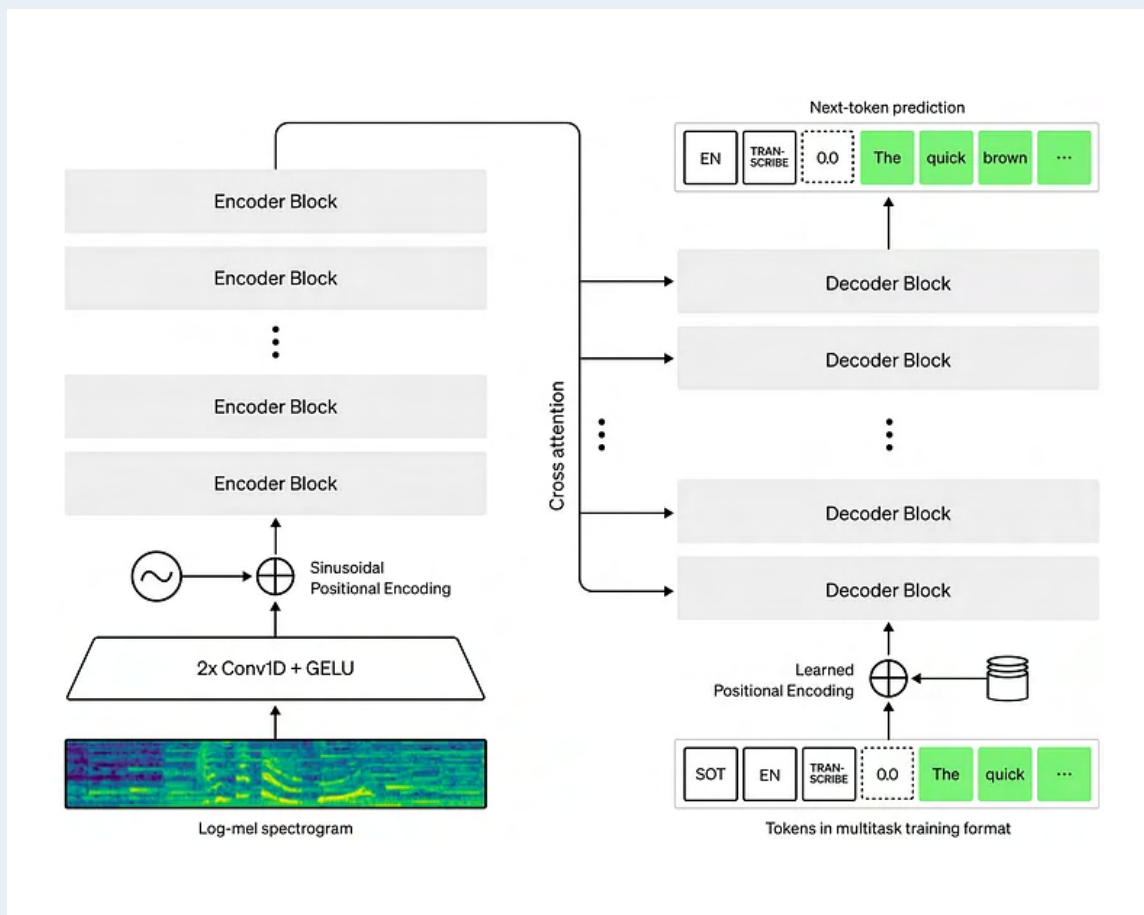 Encoder Block
Encoder Block
Encoder Block
Encoder Block
Sinusoidal
Positional Encoding
2x Conv1D + GELU
Log-mel spectrogram
Cross attention
Next-token prediction
EN TRAN- 0.0 The quick brown ...
SCRIBE
Decoder Block
Decoder Block
Decoder Block
Decoder Block
Learned
Positional Encoding
SOT EN TRAN- 0.0 The quick ...
SCRIBE
Tokens in multitask training format